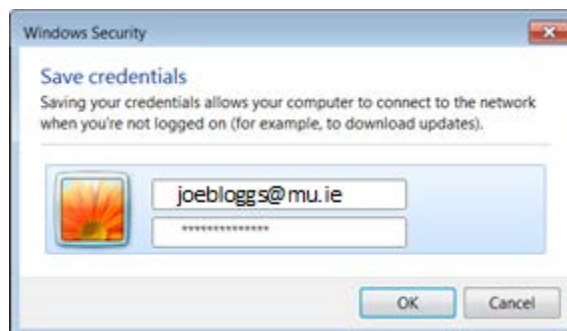 Windows Security
Save credentials
Saving your credentials allows your computer to connect to the network
when you're not logged on (for example, to download updates).
joebloggs@mu.ie
**************
OK
Cancel